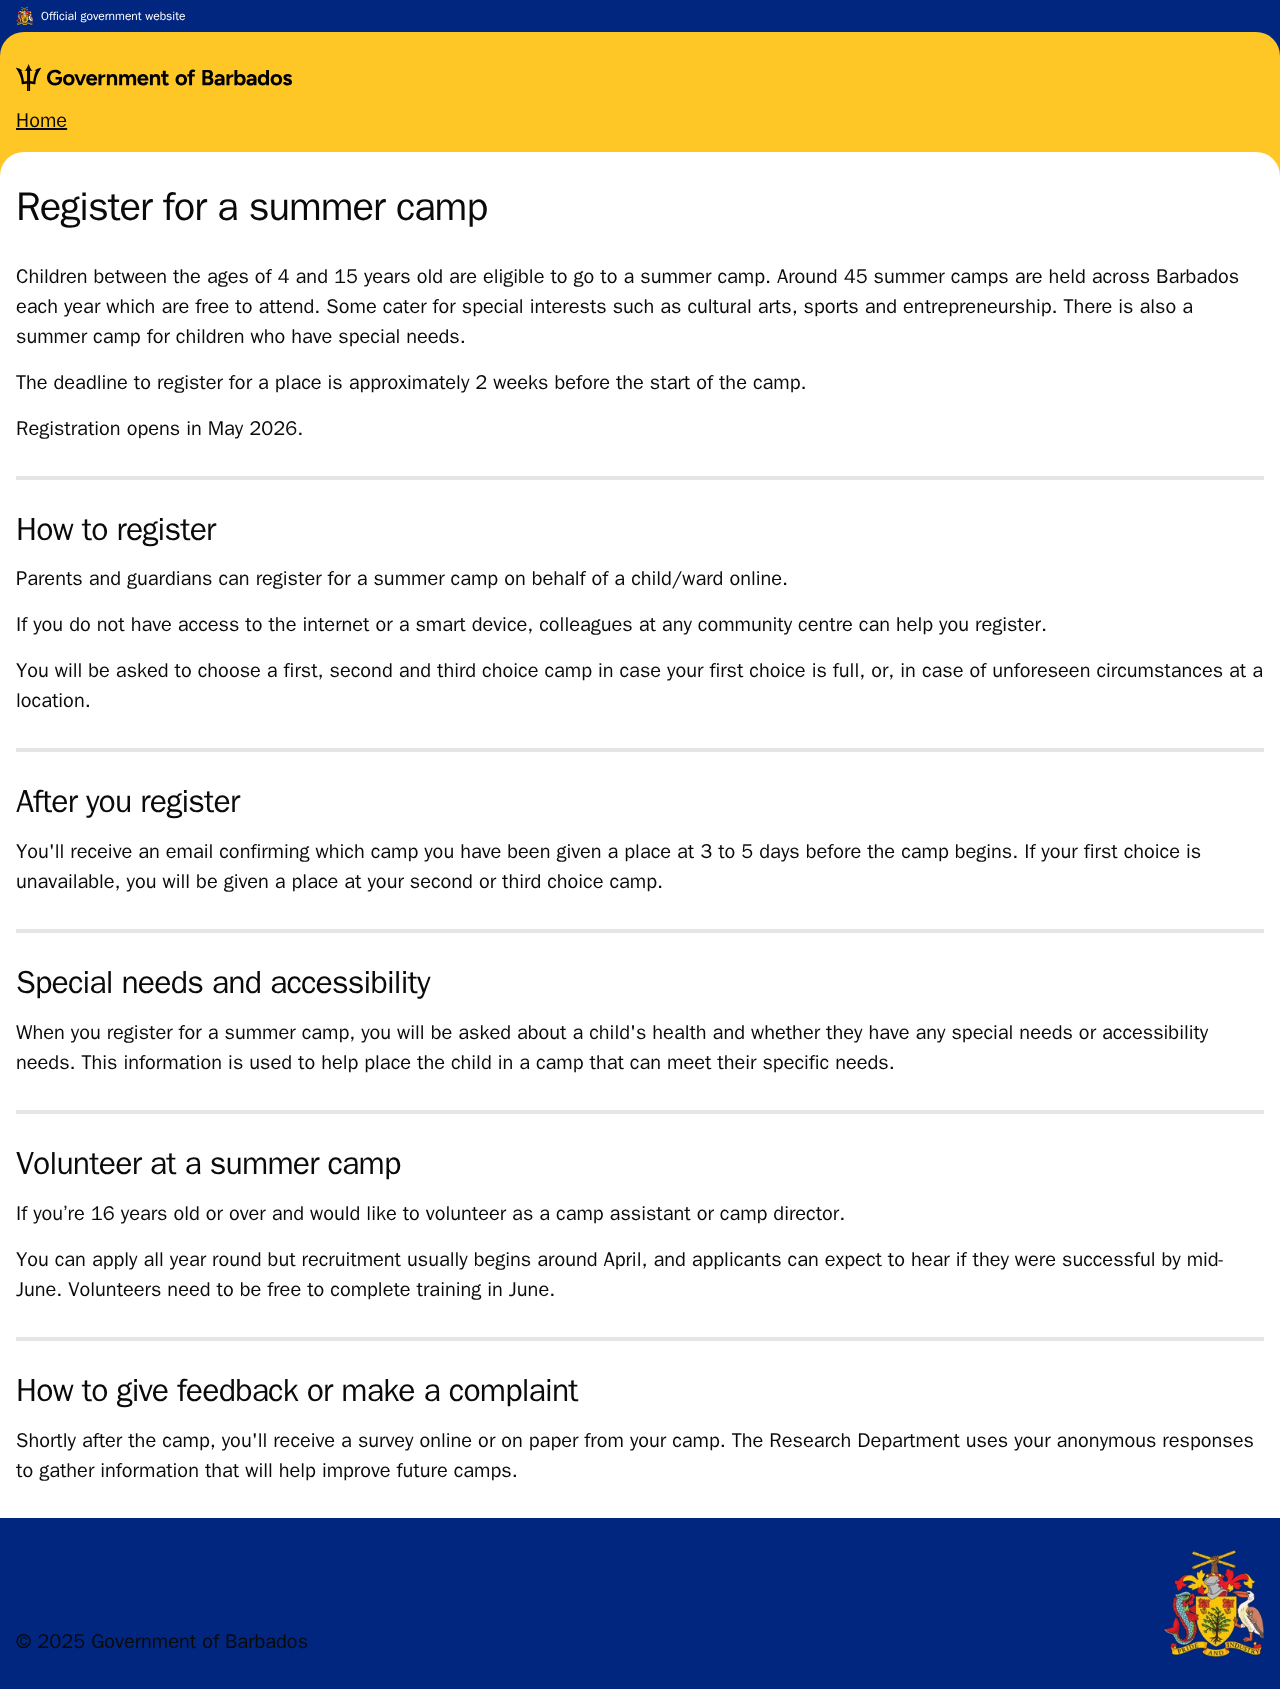 Official government website
Government of Barbados
Home
Register for a summer camp
Children between the ages of 4 and 15 years old are eligible to go to a summer camp. Around 45 summer camps are held across Barbados
each year which are free to attend. Some cater for special interests such as cultural arts, sports and entrepreneurship. There is also a
summer camp for children who have special needs.
The deadline to register for a place is approximately 2 weeks before the start of the camp.
Registration opens in May 2026.
How to register
Parents and guardians can register for a summer camp on behalf of a child/ward online.
If you do not have access to the internet or a smart device, colleagues at any community centre can help you register.
You will be asked to choose a first, second and third choice camp in case your first choice is full, or, in case of unforeseen circumstances at a
location.
After you register
You'll receive an email confirming which camp you have been given a place at 3 to 5 days before the camp begins. If your first choice is
unavailable, you will be given a place at your second or third choice camp.
Special needs and accessibility
When you register for a summer camp, you will be asked about a child's health and whether they have any special needs or accessibility
needs. This information is used to help place the child in a camp that can meet their specific needs.
Volunteer at a summer camp
If you’re 16 years old or over and would like to volunteer as a camp assistant or camp director.
You can apply all year round but recruitment usually begins around April, and applicants can expect to hear if they were successful by mid-
June. Volunteers need to be free to complete training in June.
How to give feedback or make a complaint
Shortly after the camp, you'll receive a survey online or on paper from your camp. The Research Department uses your anonymous responses
to gather information that will help improve future camps.
© 2025 Government of Barbados
PRIDE AND INDUSTRY